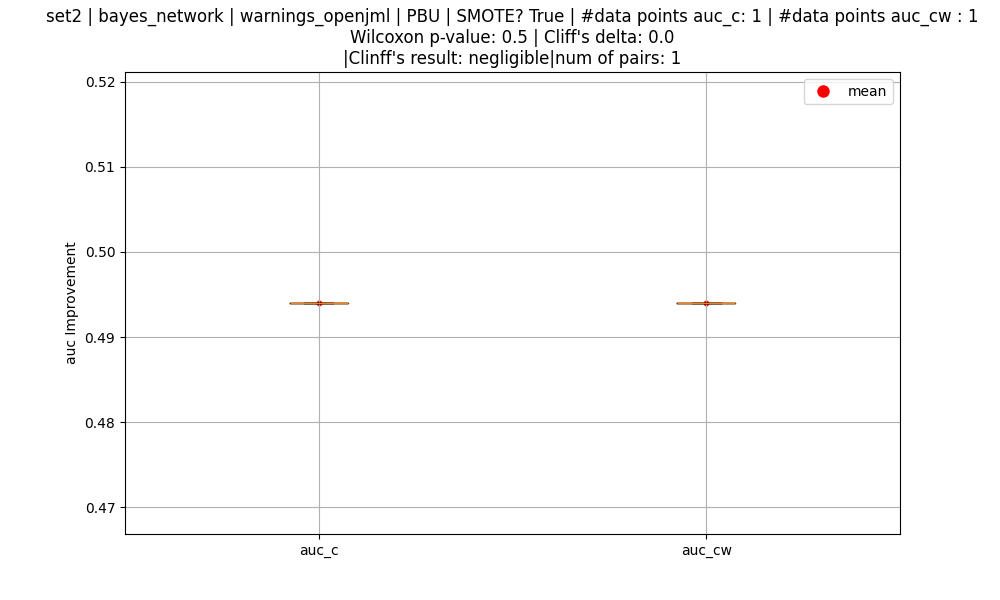 set2 | bayes_network | warnings_openjml | PBU | SMOTE? True | #data points auc_c: 1 | #data points auc_cw : 1
Wilcoxon p-value: 0.5 | Cliff's delta: 0.0
|Clinff's result: negligible|num of pairs: 1
mean
0.52
0.51
0.50
0.49
0.48
0.47
auc Improvement
auc_c
auc_cw